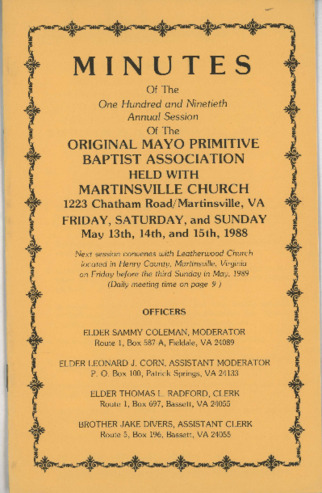 MINUTES
Of The
One Hundred and Ninetieth
Annual Session
Of The
ORIGINAL MAYO PRIMITIVE
BAPTIST ASSOCIATION
HELD WITH
MARTINSVILLE CHURCH
1223 Chatham Road/Martinsville, VA
FRIDAY, SATURDAY, and SUNDAY
May 13th, 14th, and 15th, 1988
Next session convenes with Leatherwood Church
located in Henry County, Martinsville, Virginia
on Friday before the third Sunday in May, 1989
(Daily meeting time on page 9 )
OFFICERS
ELDER SAMMY COLEMAN, MODERATOR
Route 1, Box 587 A, Fieldale, VA 24089
ELDER LEONARD J. CORN, ASSISTANT MODERATOR
P. O. Box 100, Patrick Springs, VA 24133
ELDER THOMAS L. RADFORD, CLERK
Route 1, Box 697, Bassett, VA 24055
BROTHER JAKE DIVERS, ASSISTANT CLERK
Route 5, Box 196, Bassett, VA 24055